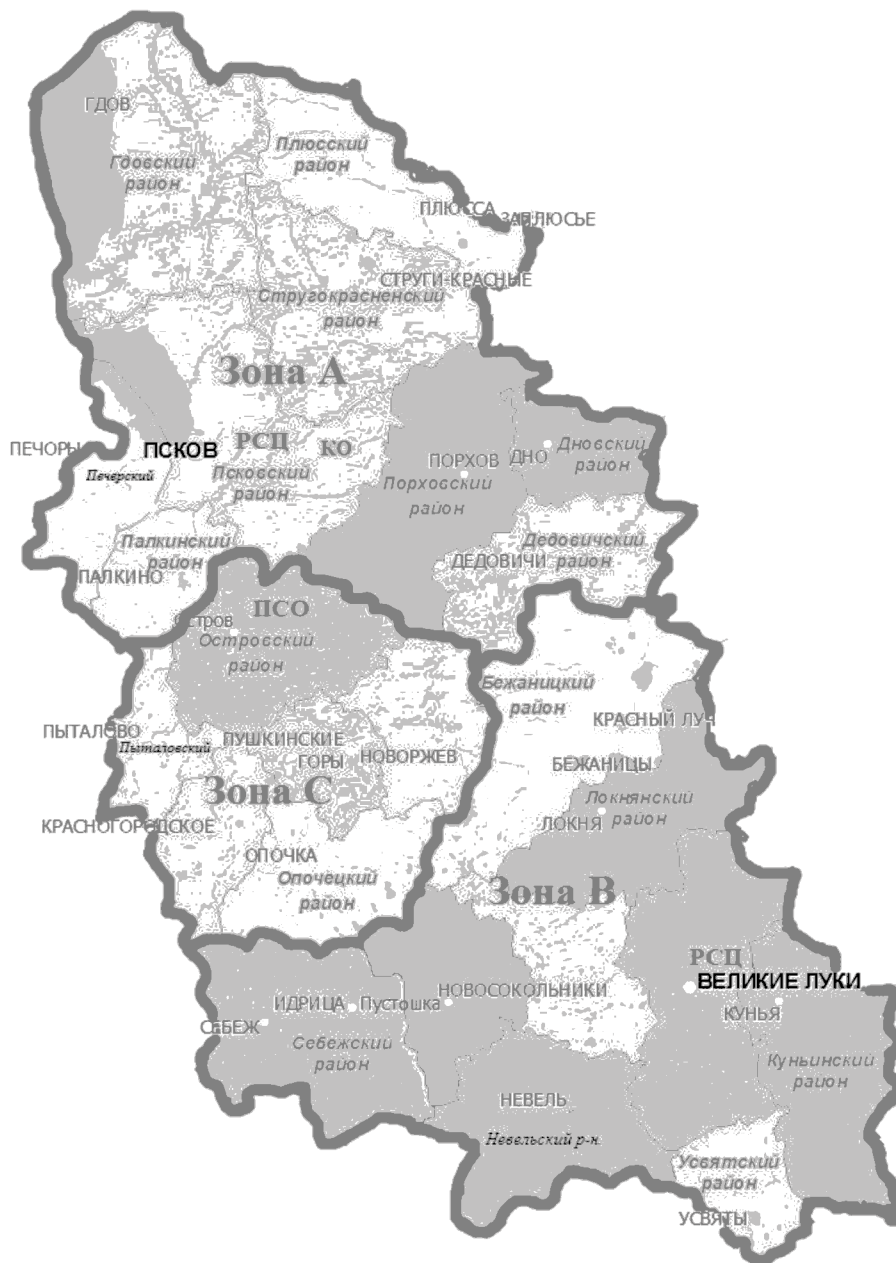 ГДОВ
Гдовский
район
Плюсский
район
ПЛЮССА
ЗАПЛЮСЬЕ
СТРУГИ-КРАСНЫЕ
Стругокрасненский
район
Зона А
ПЕЧОРЫ
ПСКОВ
РСЦ
КО
Печерский
Псковский
район
ПОРХОВ
ДНО
Дновский
район
Порховский
район
Палкинский
район
ПАЛКИНО
Дедовичский
район
ДЕДОВИЧИ
ПСО
стров
Островский
район
Бежаницкий
район
КРАСНЫЙ ЛУЧ
ПЫТАЛОВО
Пыталовский
ПУШКИНСКИЕ
ГОРЫ
НОВОРЖЕВ
БЕЖАНИЦЫ
Зона С
Локнянский
район
ЛОКНЯ
КРАСНОГОРОДСКОЕ
ОПОЧКА
Опочецкий
район
Зона В
РСЦ
ВЕЛИКИЕ ЛУКИ
НОВОСОКОЛЬНИКИ
ИДРИЦА
Пустошка
КУНЬЯ
СЕБЕЖ
Себежский
район
Куньинский
район
НЕВЕЛЬ
Невельский р-н
Усвятский
район
УСВЯТЫ